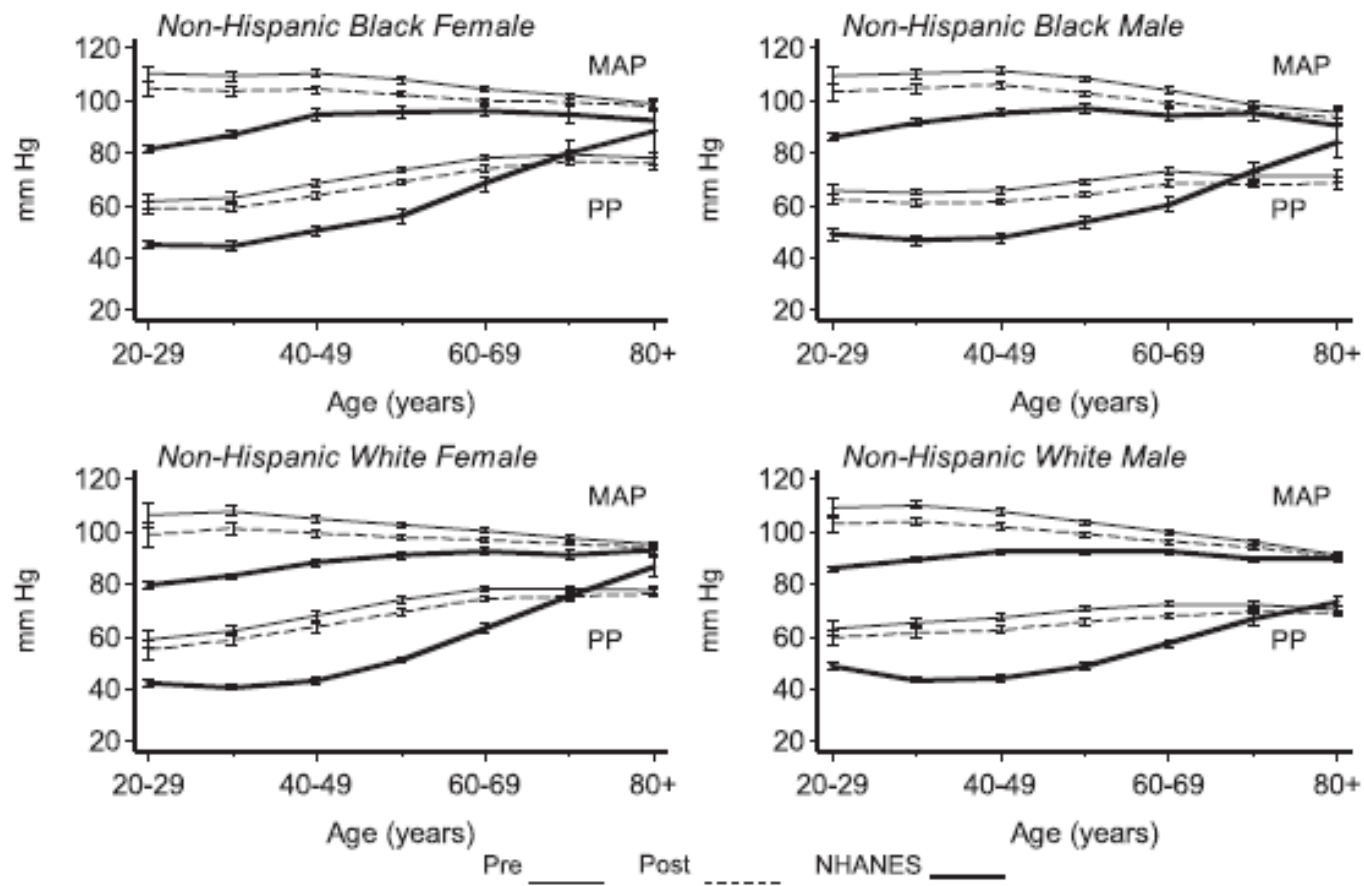 Non-Hispanic Black Female
120
100
80
60
40
20
mm Hg
MAP
PP
20-29
40-49
60-69
80+
Age (years)
Non-Hispanic Black Male
120
100
80
60
40
20
mm Hg
MAP
PP
20-29
40-49
60-69
80+
Age (years)
Non-Hispanic White Female
120
100
80
60
40
20
mm Hg
MAP
PP
20-29
40-49
60-69
80+
Age (years)
Non-Hispanic White Male
120
100
80
60
40
20
mm Hg
MAP
PP
20-29
40-49
60-69
80+
Age (years)
Pre Post NHANES